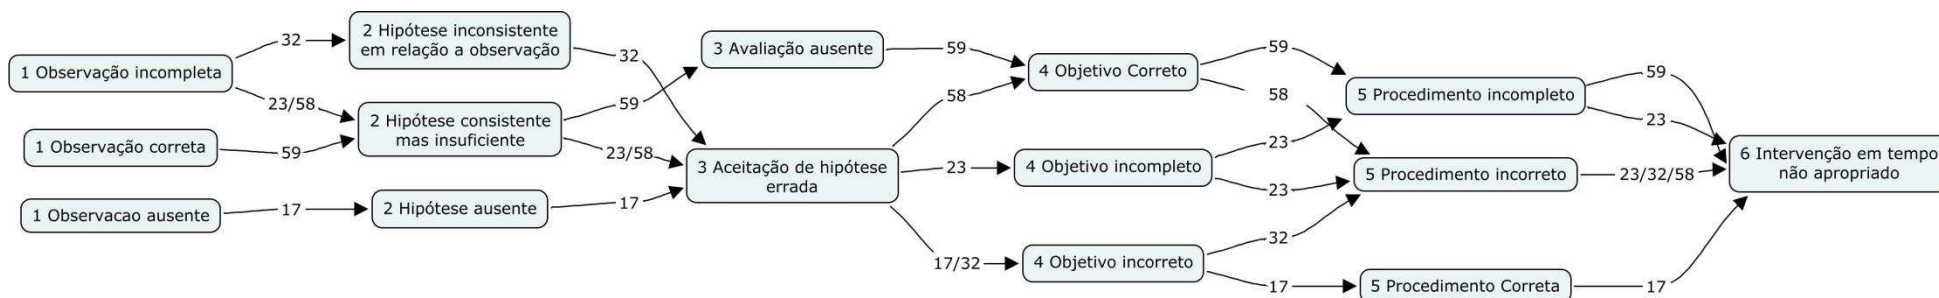 1 Observação incompleta
32
2 Hipótese inconsistente
em relação a observação
32
23/58
1 Observação correta
59
2 Hipótese consistente
mas insuficiente
59
23/58
1 Observacao ausente
17
2 Hipótese ausente
17
3 Avaliação ausente
59
3 Aceitação de hipótese
errada
58
23
17/32
4 Objetivo Correto
59
58
4 Objetivo incompleto
23
23
4 Objetivo incorreto
32
17
5 Procedimento incompleto
59
23
5 Procedimento incorreto
23/32/58
5 Procedimento Correta
17
6 Intervenção em tempo
não apropriado